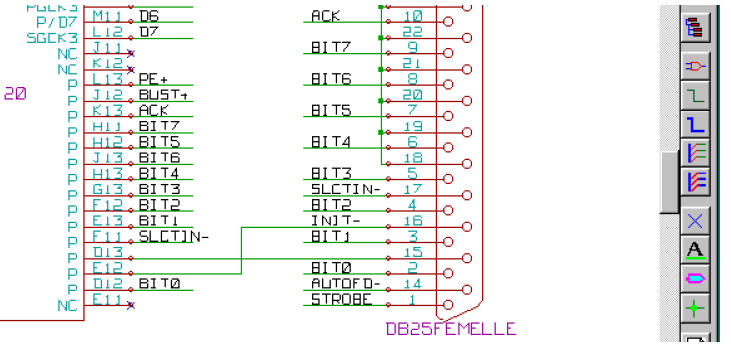 PGCK3
P/D7 M11 D6
SGCK3 L12 D7
NC J11
NC K12
P L13 PE+
20
P J12 BUST+
P K13 ACK
P H11 BIT7
P H12 BIT5
P J13 BIT6
P H13 BIT4
P G13 BIT3
P F12 BIT2
P E13 BIT1
P F11 SLCTIN-
P D13
P E12
P D12 BIT0
NC E11
ACK 10
22
BIT7 9
21
BIT6 8
20
BIT5 7
19
BIT4 6
18
BIT3 5
SLCTIN- 17
BIT2 4
INIT- 16
BIT1 3
15
BIT0 2
AUTOFD- 14
STROBE 1
DB25FEMELLE
A